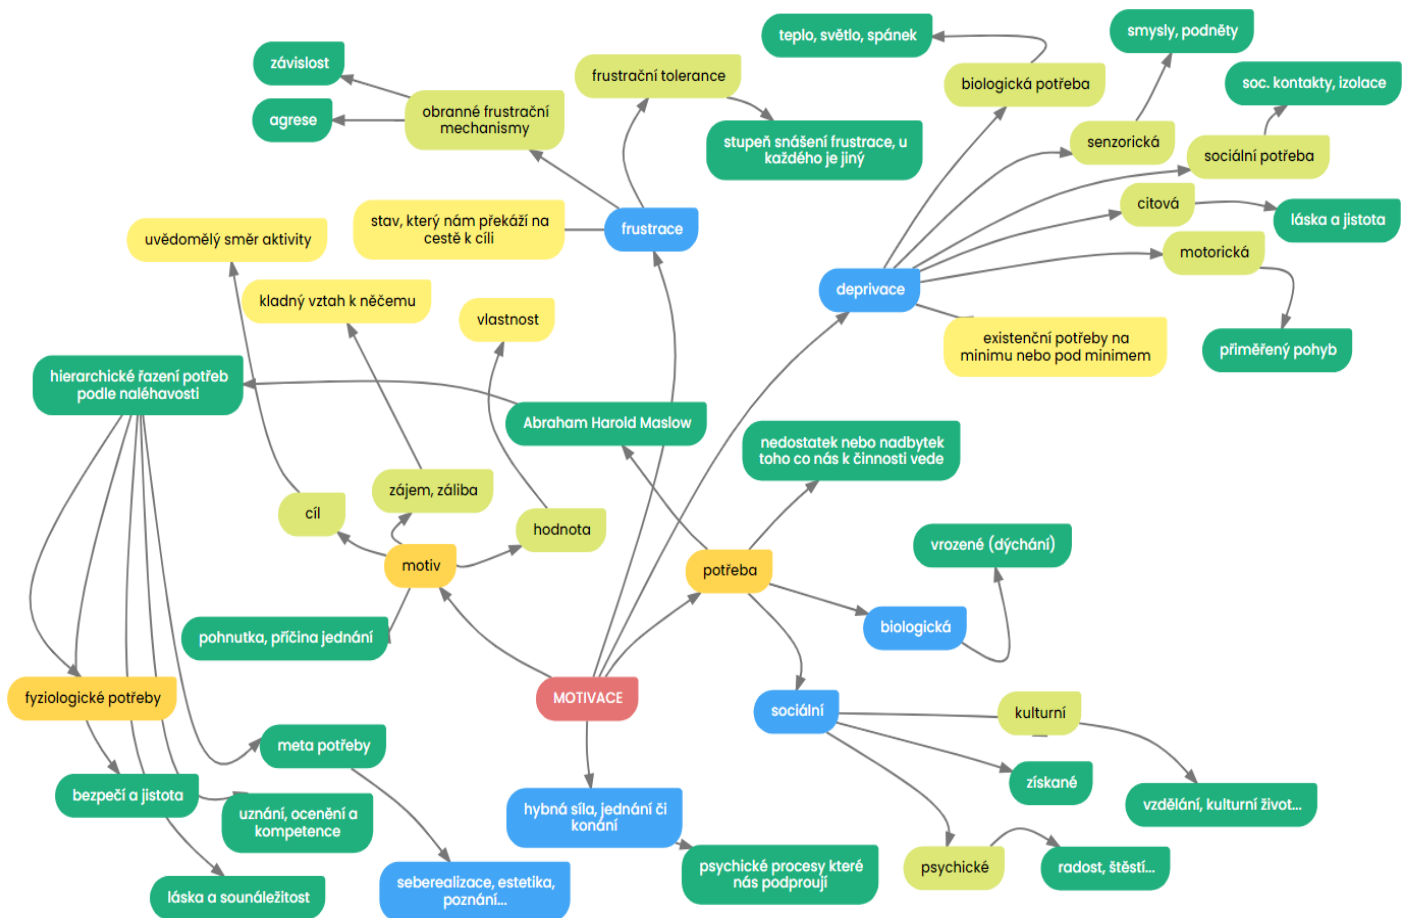 teplo, světlo, spánek
smysly, podněty
závislost
frustrační tolerance
biologická potřeba
soc. kontakty, izolace
agrese
obranné frustrační
mechanismy
stupeň snášení frustrace, u
každého je jiný
senzorická
sociální potřeba
citová
láska a jistota
stav, který nám překáží na
cestě k cíli
frustrace
uvědomělý směr aktivity
motorická
kladný vztah k něčemu
deprivace
vlastnost
existenční potřeby na
minimu nebo pod minimem
přiměřený pohyb
hierarchické řazení potřeb
podle naléhavosti
Abraham Harold Maslow
nedostatek nebo nadbytek
toho co nás k činnosti vede
zájem, záliba
cíl
hodnota
vrozené (dýchání)
motiv
potřeba
pohnutka, příčina jednání
biologická
fyziologické potřeby
MOTIVACE
sociální
kulturní
meta potřeby
získané
bezpečí a jistota
uznání, ocenění a
kompetence
hybná síla, jednání či
konání
vzdělání, kulturní život...
psychické procesy které
nás podproují
psychické
radost, štěstí...
láska a sounáležitost
seberealizace, estetika,
poznání...